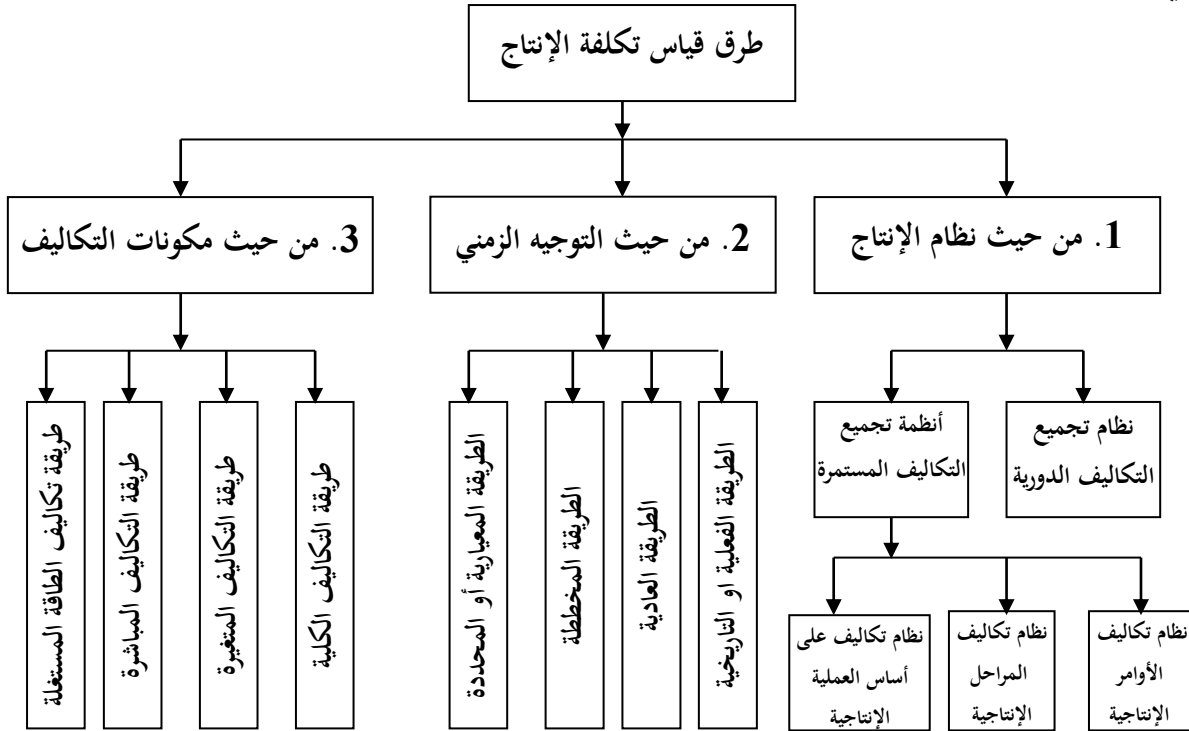 طرق قياس تكلفة الإنتاج
1. من حيث نظام الإنتاج
2. من حيث التوجيه الزمني
3. من حيث مكونات التكاليف
نظام تجميع
التكاليف الدورية
أنظمة تجميع
التكاليف المستمرة
نظام تكاليف
الأوامر
الإنتاجية
نظام تكاليف
المراحل
الإنتاجية
نظام تكاليف على
أساس العملية
الإنتاجية
الطريقة الفعلية او التاريخية
الطريقة العادية
الطريقة المخططة
الطريقة المعيارية أو المحددة
طريقة التكاليف الكلية
طريقة التكاليف المتغيرة
طريقة التكاليف المباشرة
طريقة تكاليف الطاقة المستغلة